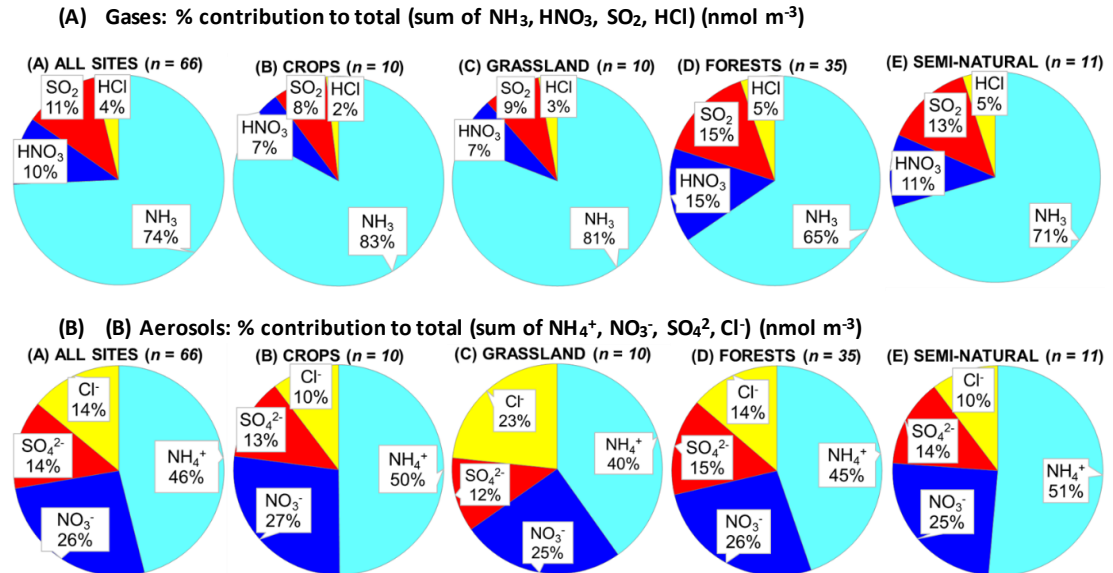 (A) Gases: % contribution to total (sum of NH₃, HNO₃, SO₂, HCl) (nmol m⁻³)
(A) ALL SITES (n = 66)
SO₂
11%
HCl
4%
HNO₃
10%
NH₃
74%
(B) CROPS (n = 10)
SO₂
8%
HCl
2%
HNO₃
7%
NH₃
83%
(C) GRASSLAND (n = 10)
SO₂
9%
HCl
3%
HNO₃
7%
NH₃
81%
(D) FORESTS (n = 35)
HCl
5%
SO₂
15%
HNO₃
15%
NH₃
65%
(E) SEMI-NATURAL (n = 11)
HCl
5%
SO₂
13%
HNO₃
11%
NH₃
71%
(B) (B) Aerosols: % contribution to total (sum of NH₄⁺, NO₃⁻, SO₄², Cl⁻) (nmol m⁻³)
(A) ALL SITES (n = 66)
Cl⁻
14%
SO₄²⁻
14%
NH₄⁺
46%
NO₃⁻
26%
(B) CROPS (n = 10)
Cl⁻
10%
SO₄²⁻
13%
NH₄⁺
50%
NO₃⁻
27%
(C) GRASSLAND (n = 10)
Cl⁻
23%
NH₄⁺
40%
SO₄²⁻
12%
NO₃⁻
25%
(D) FORESTS (n = 35)
Cl⁻
14%
SO₄²⁻
15%
NH₄⁺
45%
NO₃⁻
26%
(E) SEMI-NATURAL (n = 11)
Cl⁻
10%
SO₄²⁻
14%
NH₄⁺
51%
NO₃⁻
25%